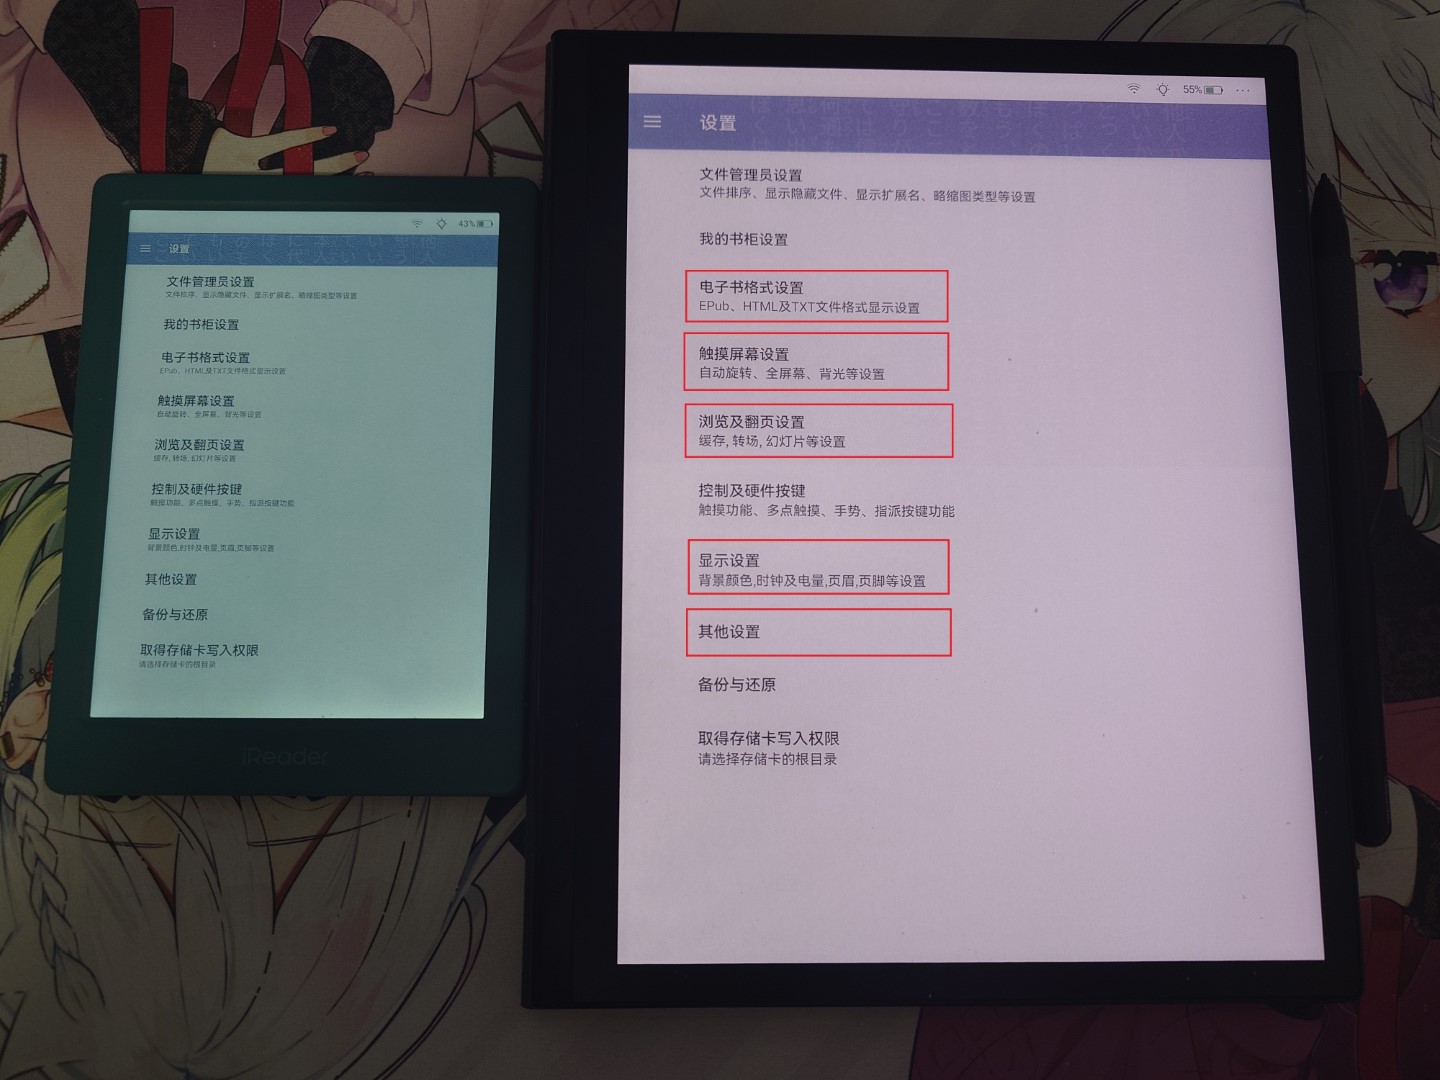 43%
设置
文件管理员设置
文件排序、显示隐藏文件、显示扩展名、略缩图类型等设置
我的书柜设置
电子书格式设置
EPub、HTML及TXT文件格式显示设置
触摸屏幕设置
自动旋转、全屏幕、背光等设置
浏览及翻页设置
缓存, 转场, 幻灯片等设置
控制及硬件按键
触摸功能、多点触摸、手势、指派按键功能
显示设置
背景颜色,时钟及电量,页眉,页脚等设置
其他设置
备份与还原
取得存储卡写入权限
请选择存储卡的根目录
iReader
55%
设置
文件管理员设置
文件排序、显示隐藏文件、显示扩展名、略缩图类型等设置
我的书柜设置
电子书格式设置
EPub、HTML及TXT文件格式显示设置
触摸屏幕设置
自动旋转、全屏幕、背光等设置
浏览及翻页设置
缓存, 转场, 幻灯片等设置
控制及硬件按键
触摸功能、多点触摸、手势、指派按键功能
显示设置
背景颜色,时钟及电量,页眉,页脚等设置
其他设置
备份与还原
取得存储卡写入权限
请选择存储卡的根目录